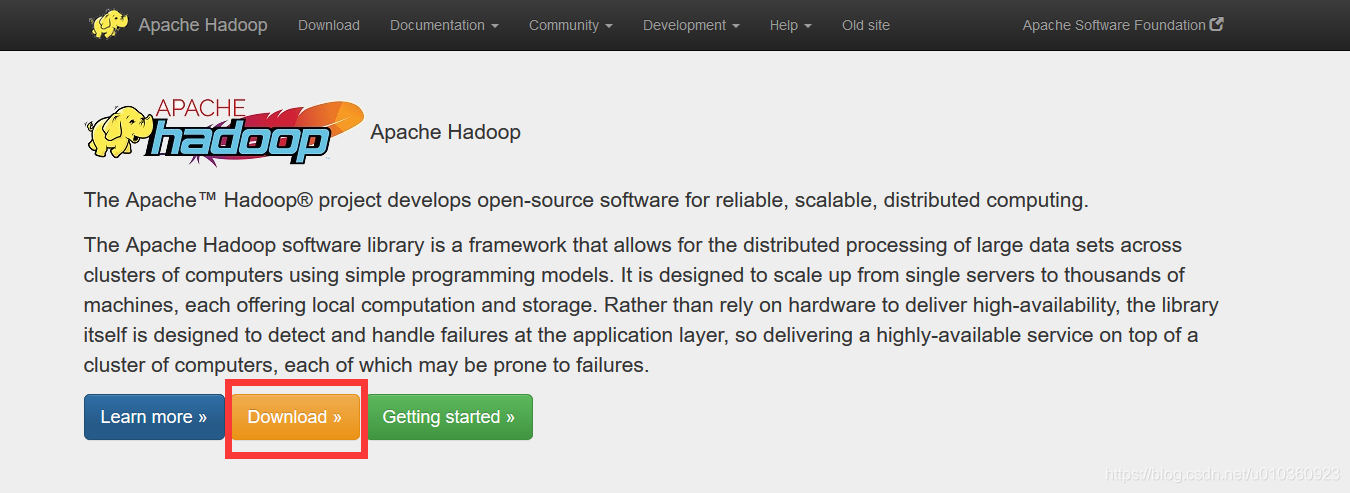 Apache Hadoop Download Documentation Community Development Help Old site Apache Software Foundation
APACHE
hadoop
Apache Hadoop
The Apache™ Hadoop® project develops open-source software for reliable, scalable, distributed computing.
The Apache Hadoop software library is a framework that allows for the distributed processing of large data sets across
clusters of computers using simple programming models. It is designed to scale up from single servers to thousands of
machines, each offering local computation and storage. Rather than rely on hardware to deliver high-availability, the library
itself is designed to detect and handle failures at the application layer, so delivering a highly-available service on top of a
cluster of computers, each of which may be prone to failures.
Learn more » Download » Getting started »
https://blog.csdn.net/u010360923